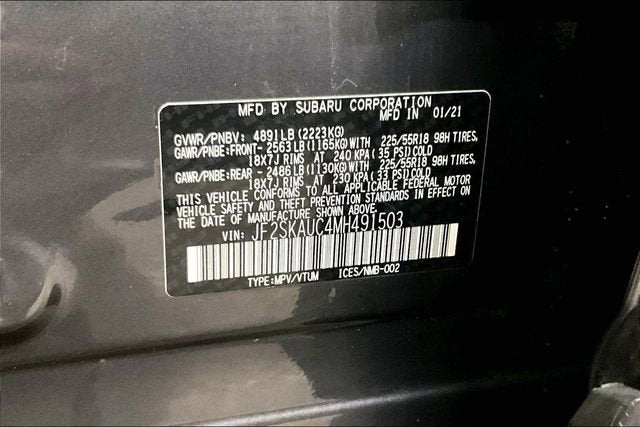 MFD BY SUBARU CORPORATION
MFD IN 01/21
GVWR/PNBV: 4891LB(2223KG)
GAWR/PNBE:FRONT-2563LB(1165KG)WITH 225/55R18 98H TIRES,
18X7J RIMS AT 240 KPA(35 PSI)COLD
GAWR/PNBE:REAR -2486LB(1130KG)WITH 225/55R18 98H TIRES,
18X7J RIMS AT 230 KPA(33 PSI)COLD
THIS VEHICLE CONFORMS TO ALL APPLICABLE FEDERAL MOTOR
VEHICLE SAFETY AND THEFT PREVENTION STANDARDS IN EFFECT ON
THE DATE OF MANUFACTURE SHOWN ABOVE.
VIN: JF2SKAUC4MH491503
TYPE:MPV/VTUM ICES/NMB-002